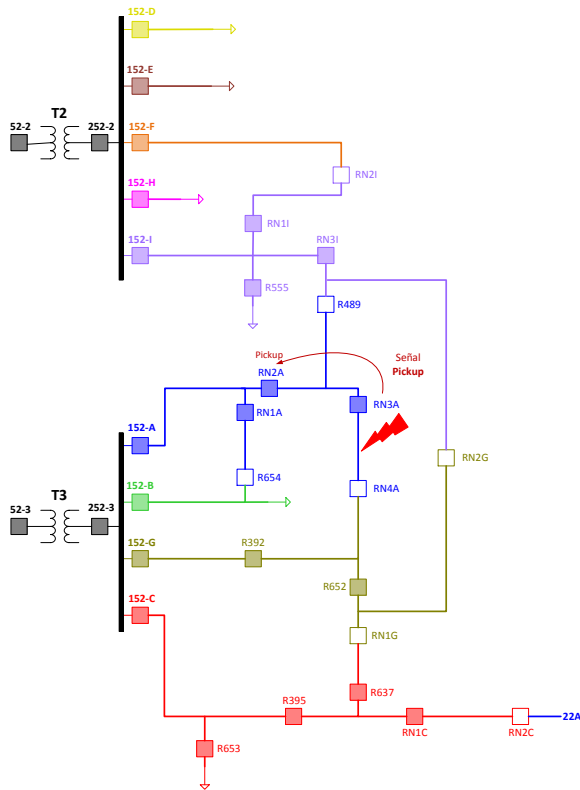 152-D
152-E
T2
52-2
252-2
152-F
RN2I
152-H
RN1I
152-I
RN3I
R555
R489
Pickup
Señal
Pickup
RN2A
RN3A
RN1A
152-A
RN2G
R654
RN4A
T3
152-B
52-3
252-3
152-G
R392
152-C
R652
RN1G
R637
R395
22A
RN1C
RN2C
R653